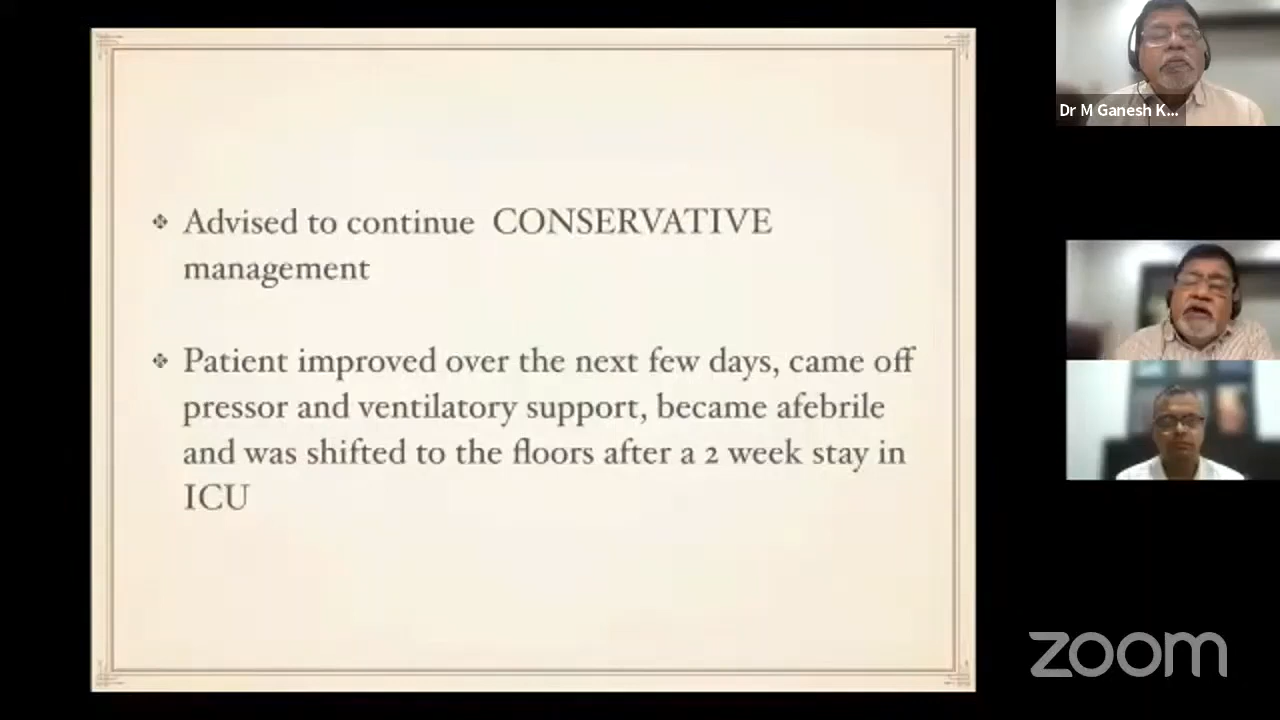 Advised to continue CONSERVATIVE
management
Patient improved over the next few days, came off
pressor and ventilatory support, became afebrile
and was shifted to the floors after a 2 week stay in
ICU
Dr M Ganesh K...
zoom